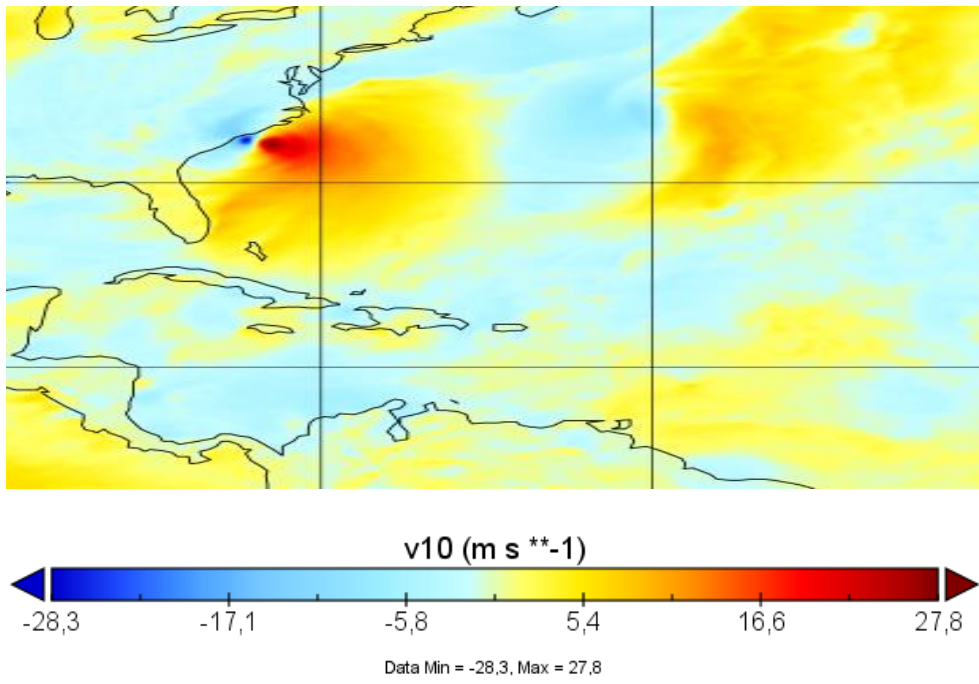 v10 (m s **-1)
-28,3 -17,1 -5,8 5,4 16,6 27,8
Data Min = -28,3, Max = 27,8